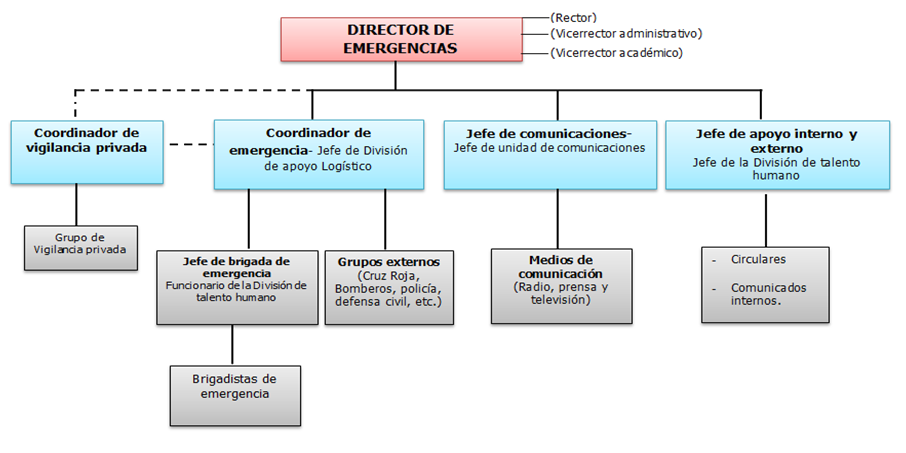 DIRECTOR DE
EMERGENCIAS
(Rector)
(Vicerrector administrativo)
(Vicerrector académico)
Coordinador de
vigilancia privada
Coordinador de
emergencia- Jefe de División
de apoyo Logístico
Jefe de comunicaciones-
Jefe de unidad de comunicaciones
Jefe de apoyo interno y
externo
Jefe de la División de talento
humano
Grupo de
Vigilancia privada
Jefe de brigada de
emergencia
Funcionario de la División de
talento humano
Grupos externos
(Cruz Roja,
Bomberos, policía,
defensa civil, etc.)
Medios de
comunicación
(Radio, prensa y
televisión)
- Circulares
- Comunicados
internos.
Brigadistas de
emergencia